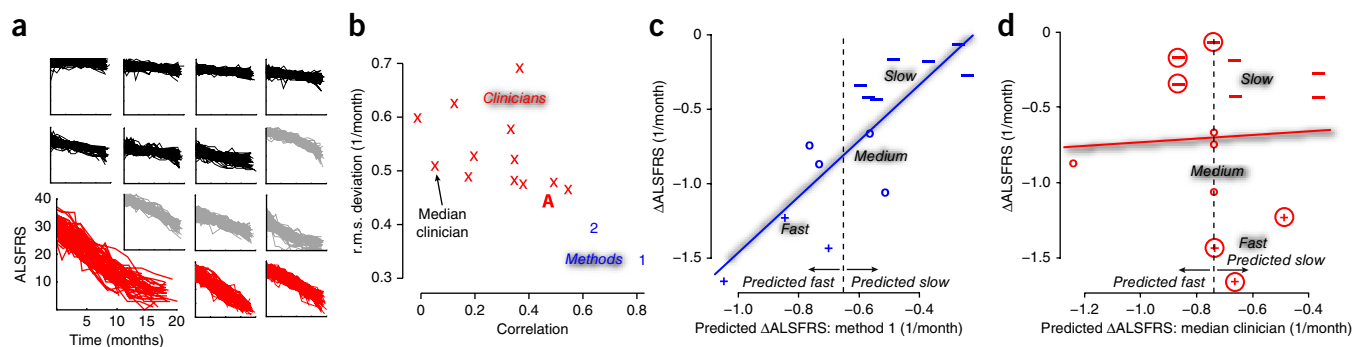 a
ALSFRS
40
30
20
10
5 10 15 20
Time (months)
b
r.m.s. deviation (1/month)
0.7
0.6
0.5
0.4
0.3
Clinicians
Median
clinician
A
2
Methods 1
0 0.2 0.4 0.6 0.8
Correlation
c
ΔALSFRS (1/month)
0
−0.5
−1.0
−1.5
Slow
Medium
Fast
Predicted fast Predicted slow
−1.0 −0.8 −0.6 −0.4
Predicted ΔALSFRS: method 1 (1/month)
d
ΔALSFRS (1/month)
0
−0.5
−1.0
−1.5
Slow
Medium
Fast
Predicted slow
Predicted fast
−1.2 −1.0 −0.8 −0.6 −0.4
Predicted ΔALSFRS: median clinician (1/month)